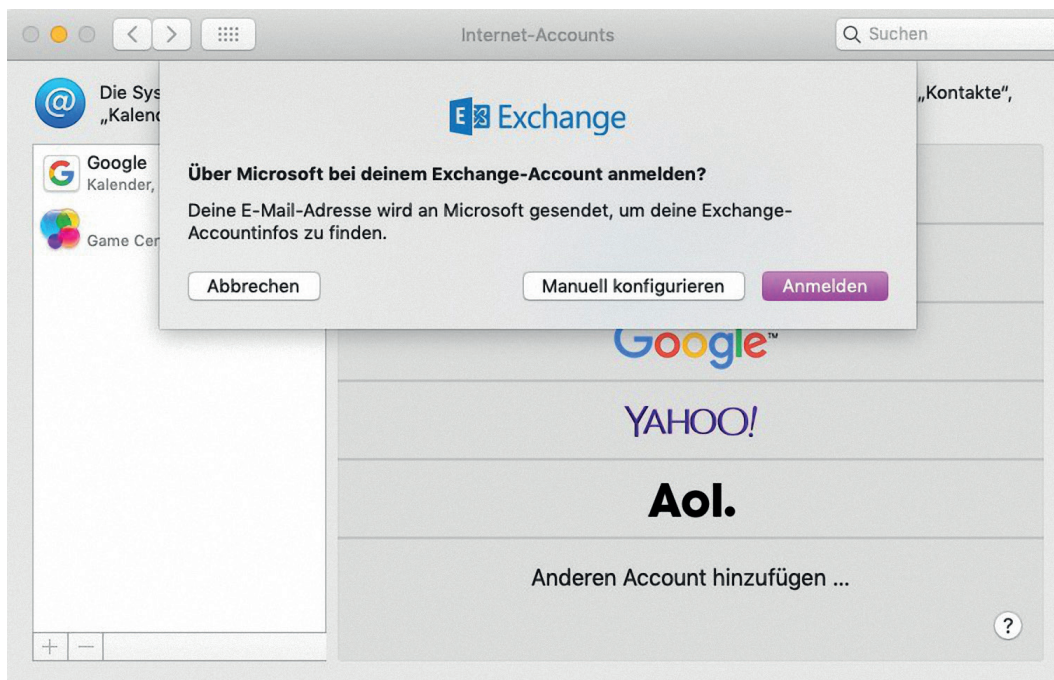 Internet-Accounts
Suchen
Die Sys
„Kalend
„Kontakte“,
Exchange
Über Microsoft bei deinem Exchange-Account anmelden?
Deine E-Mail-Adresse wird an Microsoft gesendet, um deine Exchange-
Accountinfos zu finden.
Abbrechen
Manuell konfigurieren
Anmelden
Google
Kalender,
Game Cen
Google™
YAHOO!
Aol.
Anderen Account hinzufügen ...
?